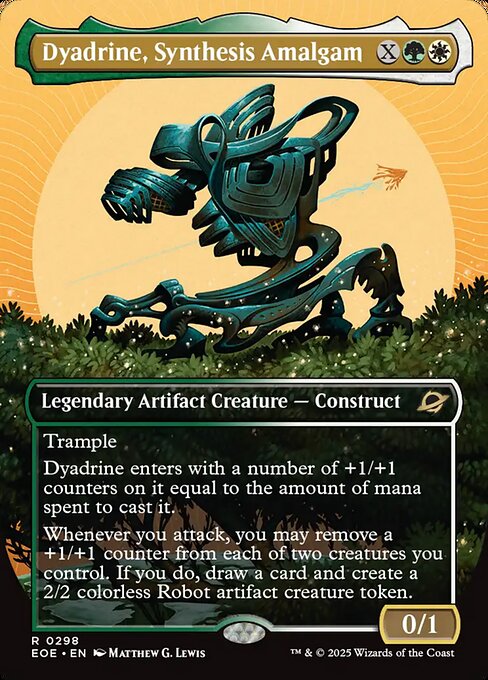 Dyadrine, Synthesis Amalgam X
Legendary Artifact Creature — Construct
Trample
Dyadrine enters with a number of +1/+1
counters on it equal to the amount of mana
spent to cast it.
Whenever you attack, you may remove a
+1/+1 counter from each of two creatures you
control. If you do, draw a card and create a
2/2 colorless Robot artifact creature token.
0/1
R 0298
EOE • EN Matthew G. Lewis
™ & © 2025 Wizards of the Coast